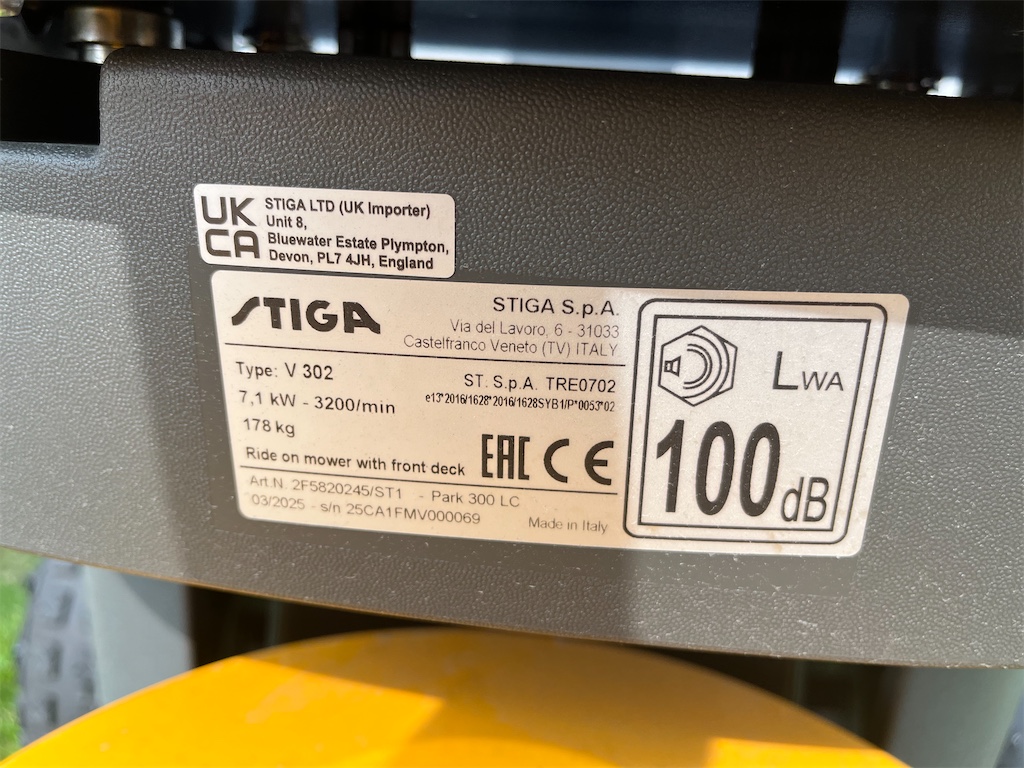 UK
CA
STIGA LTD (UK Importer)
Unit 8,
Bluewater Estate Plympton,
Devon, PL7 4JH, England
STIGA
STIGA S.p.A.
Via del Lavoro, 6 - 31033
Castelfranco Veneto (TV) ITALY
Type: V 302
7,1 kW - 3200/min
178 kg
Ride on mower with front deck
ST. S.p.A. TRE0702
e13*2016/1628*2016/1628SYB1/P*0053*02
EAC CE
Art.N. 2F5820245/ST1 - Park 300 LC
03/2025 - s/n 25CA1FMV000069
Made in Italy
LWA
100 dB